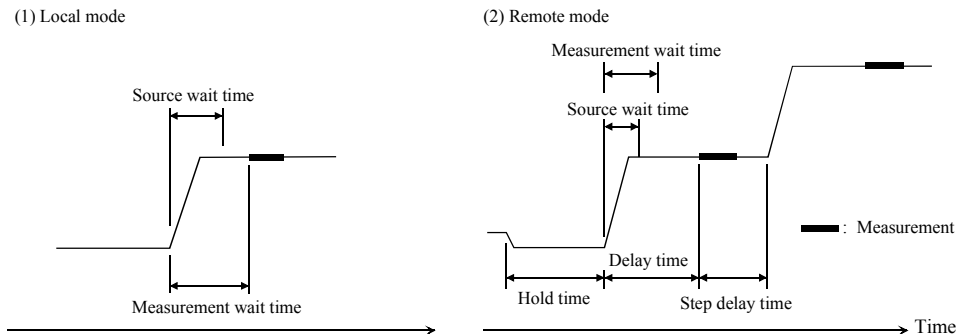 (1) Local mode
Source wait time
Measurement wait time
(2) Remote mode
Measurement wait time
Source wait time
: Measurement
Delay time
Hold time
Step delay time
Time